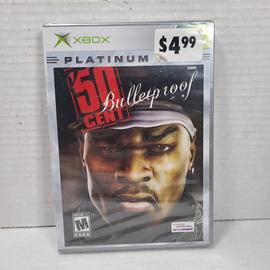 XBOX
$4.99
PLATINUM
'50
CENT
Bulletproof
M